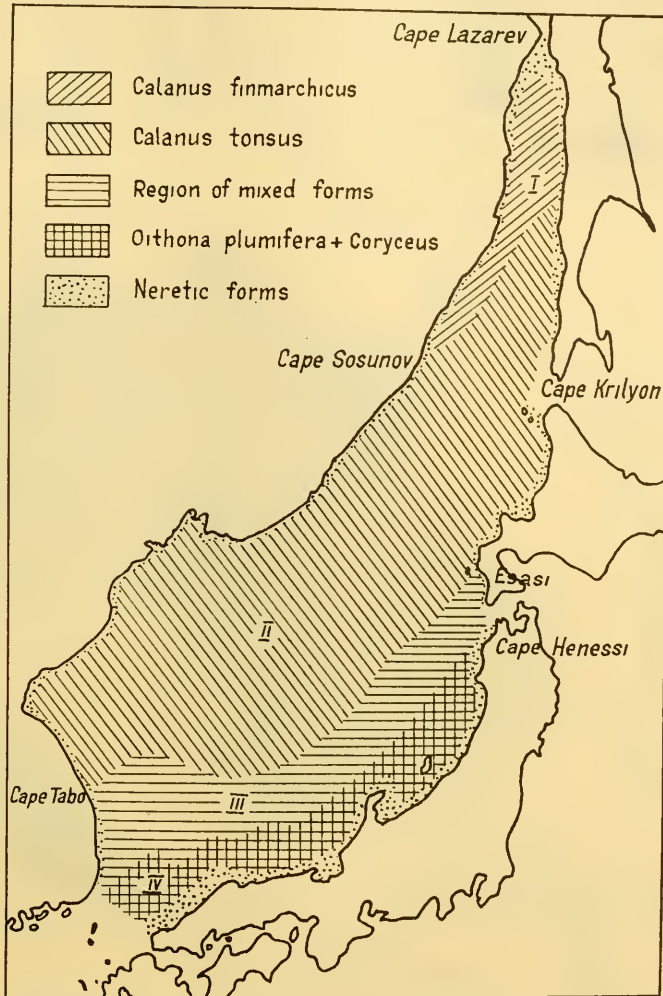 Cape Lazarev
Calanus finmarchicus
Calanus tonsus
Region of mixed forms
Oithona plumifera + Coryceus
Neretic forms
I
Cape Sosunov
Cape Krilyon
Esasi
II
Cape Henessi
Cape Tabo
III
IV